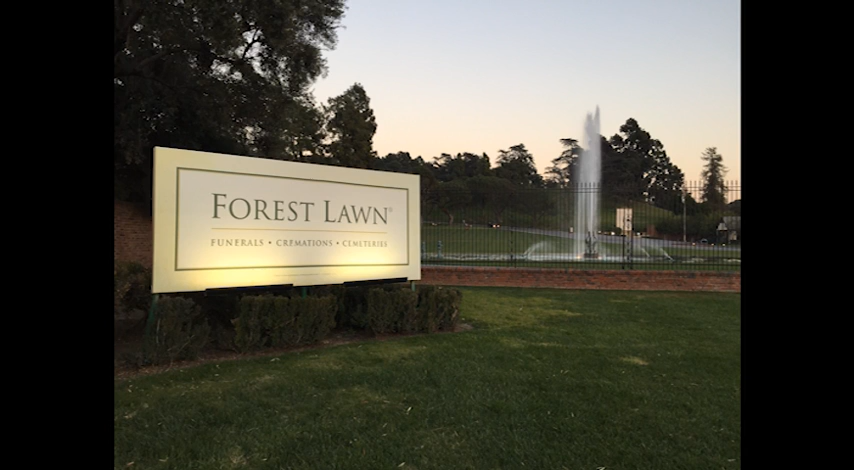 FOREST LAWN®
FUNERALS • CREMATIONS • CEMETERIES